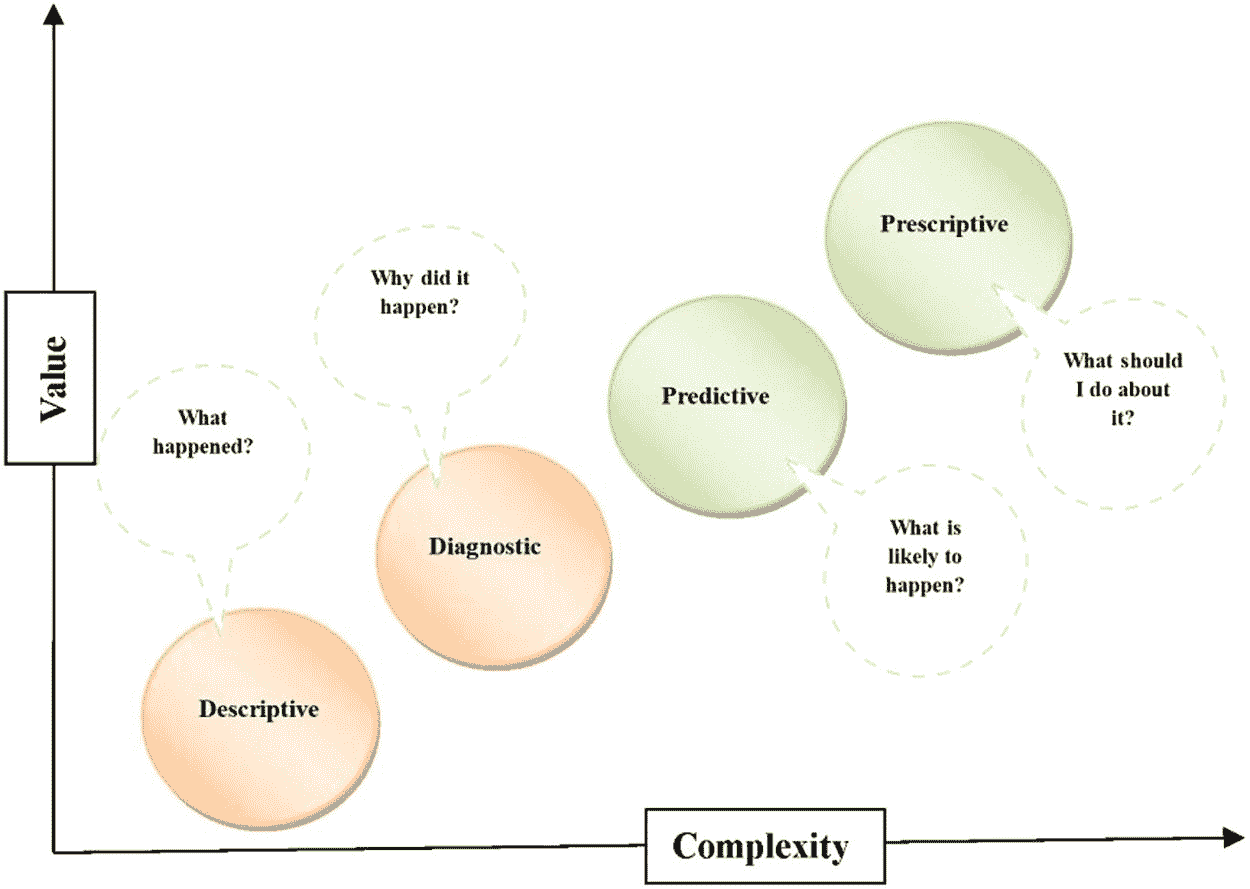 Value
What
happened?
Why did it
happen?
Descriptive
Diagnostic
Predictive
Prescriptive
What is
likely to
happen?
What should
I do about
it?
Complexity